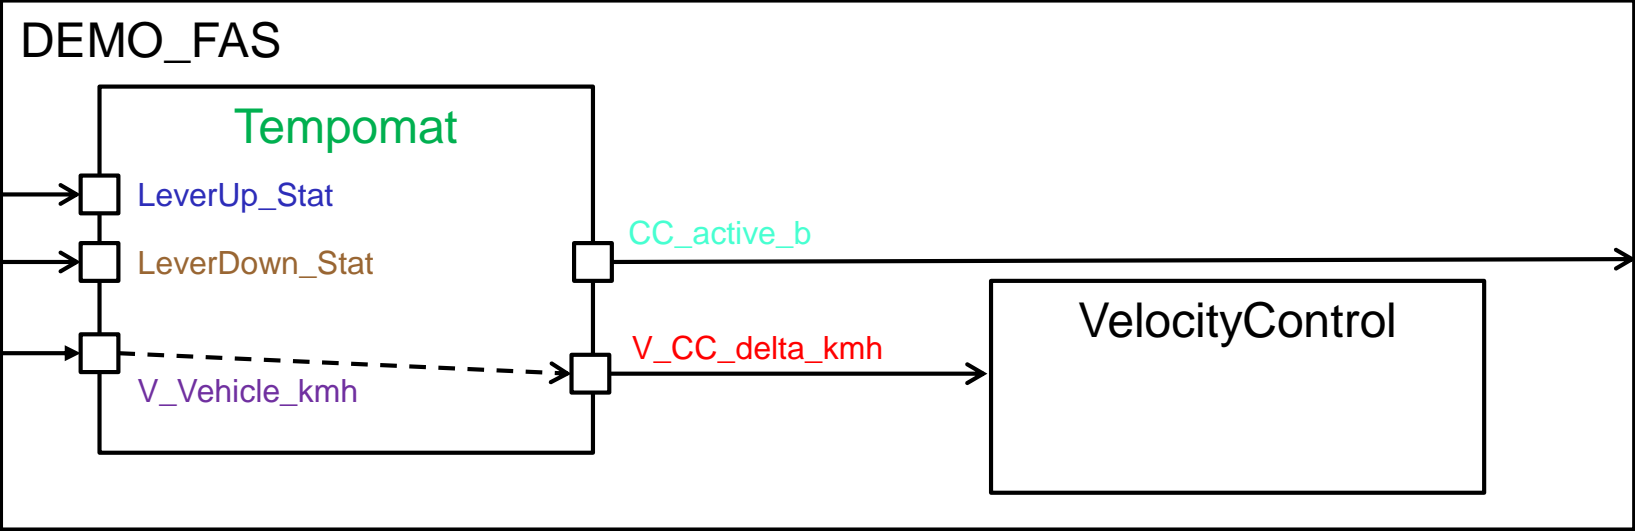 DEMO_FAS
Tempomat
LeverUp_Stat
CC_active_b
LeverDown_Stat
VelocityControl
V_CC_delta_kmh
V_Vehicle_kmh